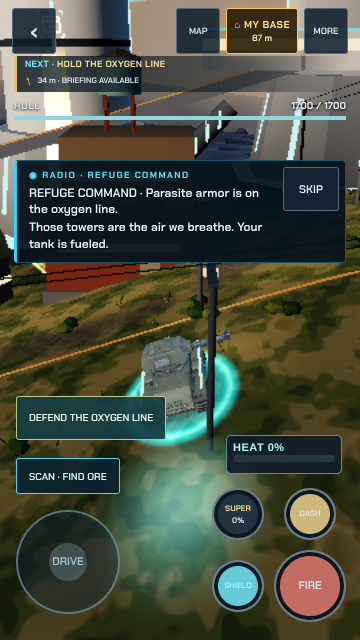 ‹
MAP
⌂ MY BASE
87 m
MORE
NEXT · HOLD THE OXYGEN LINE
34 m · BRIEFING AVAILABLE
HULL
1700 / 1700
◉ RADIO · REFUGE COMMAND
REFUGE COMMAND · Parasite armor is on
the oxygen line.
Those towers are the air we breathe. Your
tank is fueled.
SKIP
DEFEND THE OXYGEN LINE
HEAT 0%
SCAN · FIND ORE
SUPER
0%
DASH
DRIVE
SHIELD
FIRE